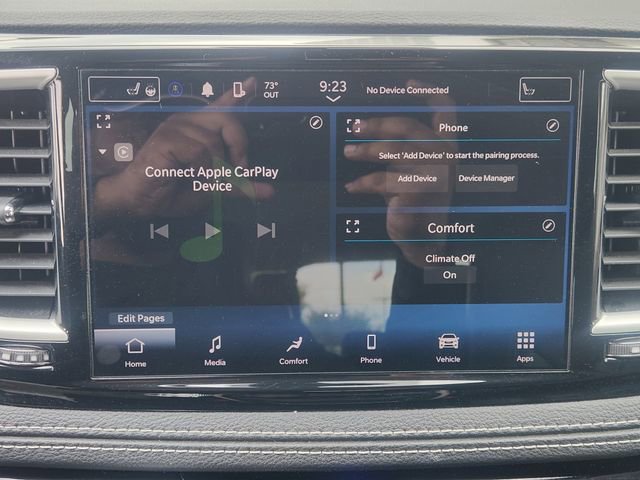 73°
OUT
9:23
No Device Connected
Connect Apple CarPlay
Device
Phone
Select 'Add Device' to start the pairing process.
Add Device
Device Manager
Comfort
Climate Off
On
Edit Pages
Home
Media
Comfort
Phone
Vehicle
Apps